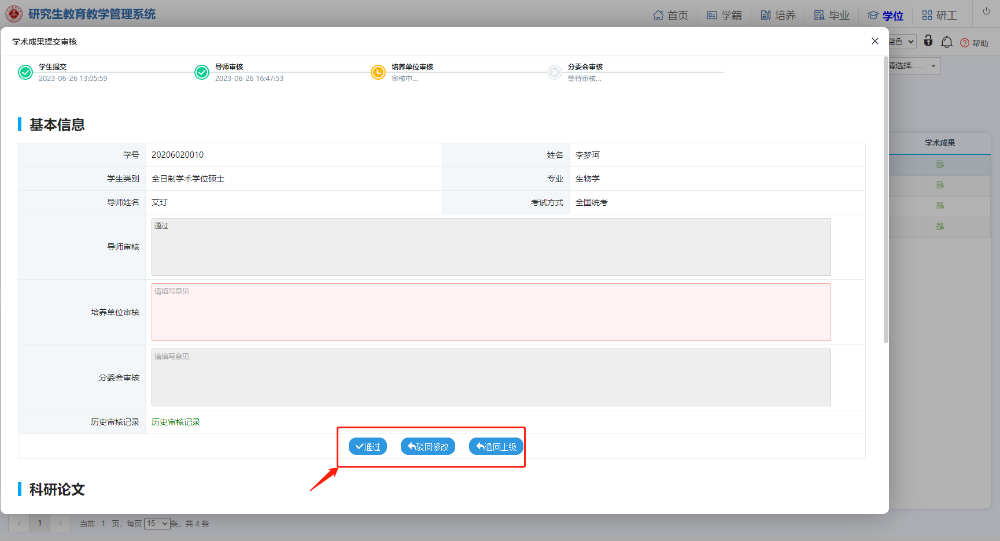 研究生教育教学管理系统
首页
学籍
培养
毕业
学位
研工
学术成果提交审核
蓝色
帮助
学生提交
2023-06-26 13:05:59
导师审核
2023-06-26 16:47:53
培养单位审核
审核中...
分委会审核
等待审核...
请选择......
基本信息
学术成果
学号
20206020010
姓名
李梦珂
学生类别
全日制学术学位硕士
专业
生物学
导师姓名
艾玎
考试方式
全国统考
导师审核
通过
培养单位审核
请填写意见
分委会审核
请填写意见
历史审核记录
历史审核记录
通过
驳回修改
退回上级
科研论文
1
当前 1 页，每页 15 条，共 4 条